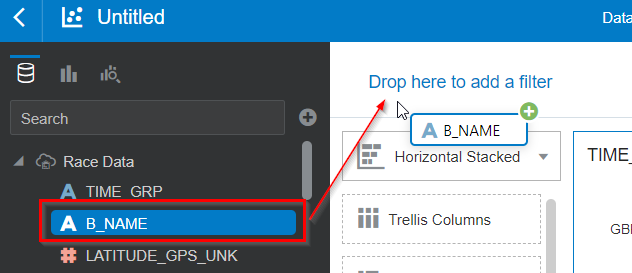 Untitled
Data
Search
Race Data
TIME_GRP
B_NAME
LATITUDE_GPS_UNK
Drop here to add a filter
B_NAME
Horizontal Stacked
Trellis Columns
TIME_
GB